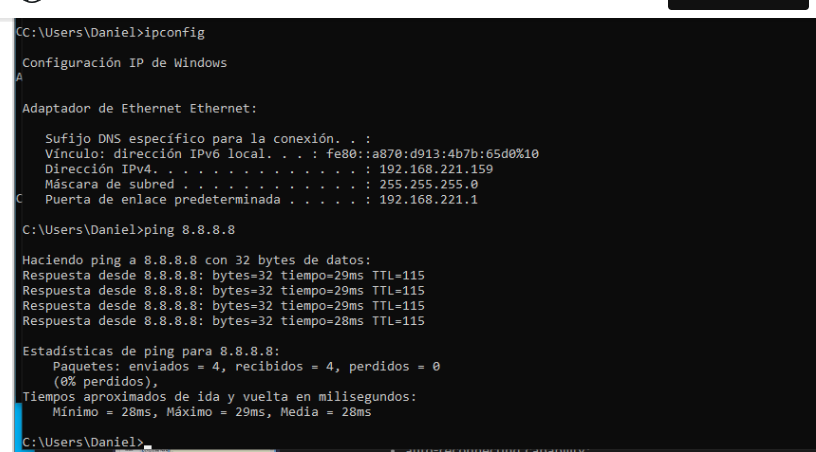 CC:\Users\Daniel>ipconfig
Configuración IP de Windows
A
Adaptador de Ethernet Ethernet:
Sufijo DNS específico para la conexión. . :
Vínculo: dirección IPv6 local. . . : fe80::a870:d913:4b7b:65d0%10
Dirección IPv4. . . . . . . . . . . . . . : 192.168.221.159
Máscara de subred . . . . . . . . . . . . : 255.255.255.0
C Puerta de enlace predeterminada . . . . . : 192.168.221.1
C:\Users\Daniel>ping 8.8.8.8
Haciendo ping a 8.8.8.8 con 32 bytes de datos:
Respuesta desde 8.8.8.8: bytes=32 tiempo=29ms TTL=115
Respuesta desde 8.8.8.8: bytes=32 tiempo=29ms TTL=115
Respuesta desde 8.8.8.8: bytes=32 tiempo=29ms TTL=115
Respuesta desde 8.8.8.8: bytes=32 tiempo=28ms TTL=115
Estadísticas de ping para 8.8.8.8:
Paquetes: enviados = 4, recibidos = 4, perdidos = 0
(0% perdidos),
Tiempos aproximados de ida y vuelta en milisegundos:
Mínimo = 28ms, Máximo = 29ms, Media = 28ms
C:\Users\Daniel>